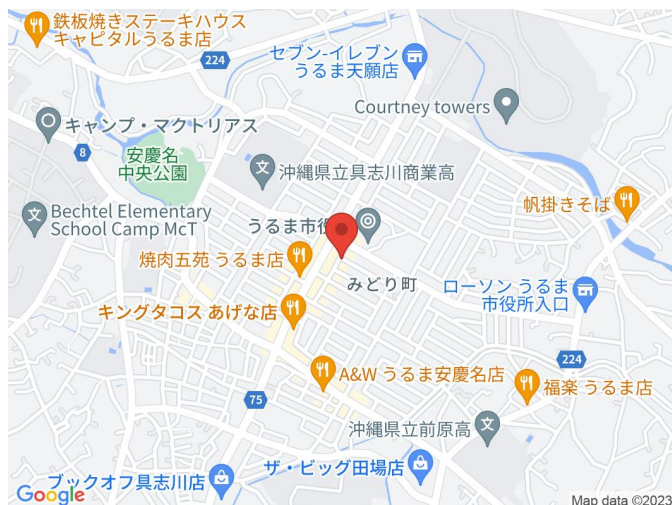 鉄板焼きステーキハウス
キャピタルうるま店
224
セブン-イレブン
うるま天願店
Courtney towers
キャンプ・マクトリアス
8
安慶名
中央公園
沖縄県立具志川商業高
帆掛きそば
Bechtel Elementary
School Camp McT
うるま市役
焼肉五苑 うるま店
みどり町
ローソン うるま
市役所入口
キングタコス あげな店
224
A&W うるま安慶名店
福楽 うるま店
75
沖縄県立前原高
ザ・ビッグ田場店
ブックオフ具志川店
Google
Map data ©2023